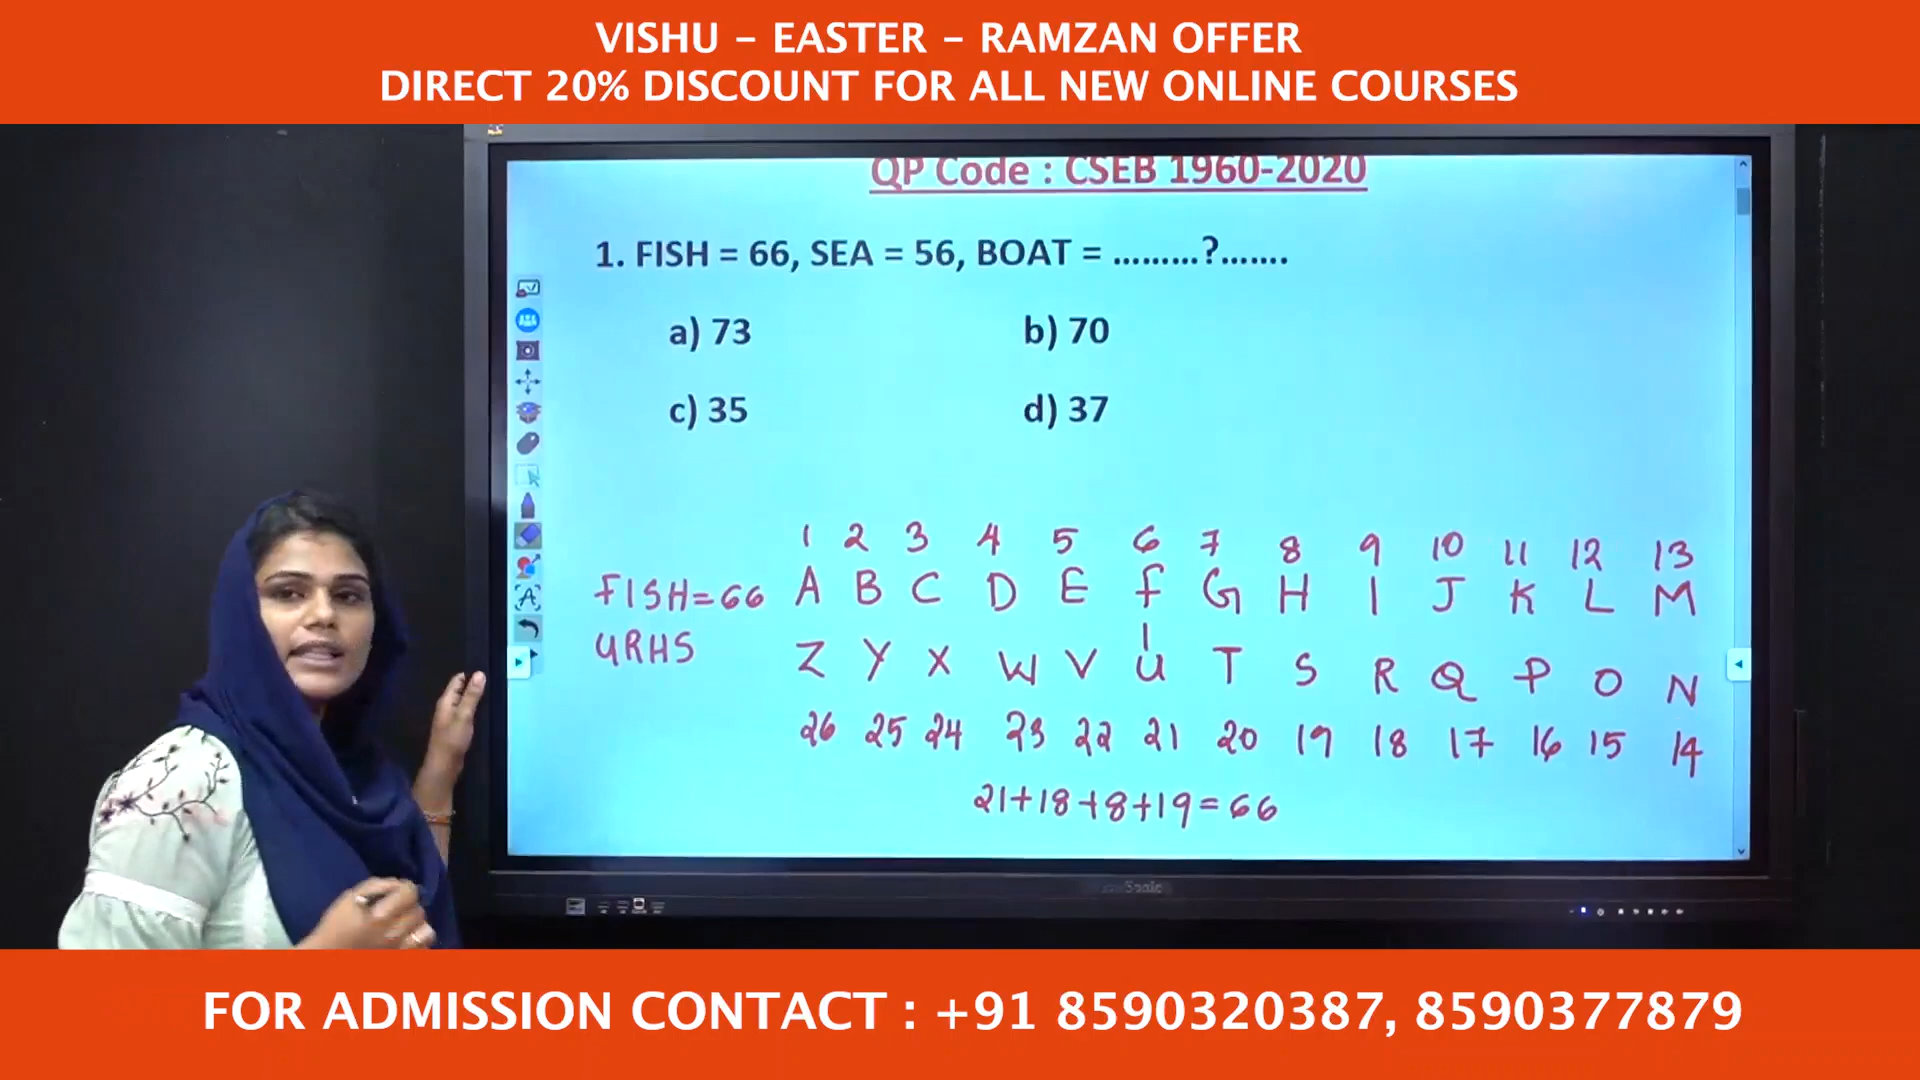 VISHU – EASTER – RAMZAN OFFER
DIRECT 20% DISCOUNT FOR ALL NEW ONLINE COURSES
QP Code : CSEB 1960-2020
1. FISH = 66, SEA = 56, BOAT = .........?.......
a) 73 b) 70
c) 35 d) 37
1 2 3 4 5 6 7 8 9 10 11 12 13
FISH=66 A B C D E F G H I J K L M
URHS Z Y X W V U T S R Q P O N
26 25 24 23 22 21 20 19 18 17 16 15 14
21+18+8+19=66
FOR ADMISSION CONTACT : +91 8590320387, 8590377879